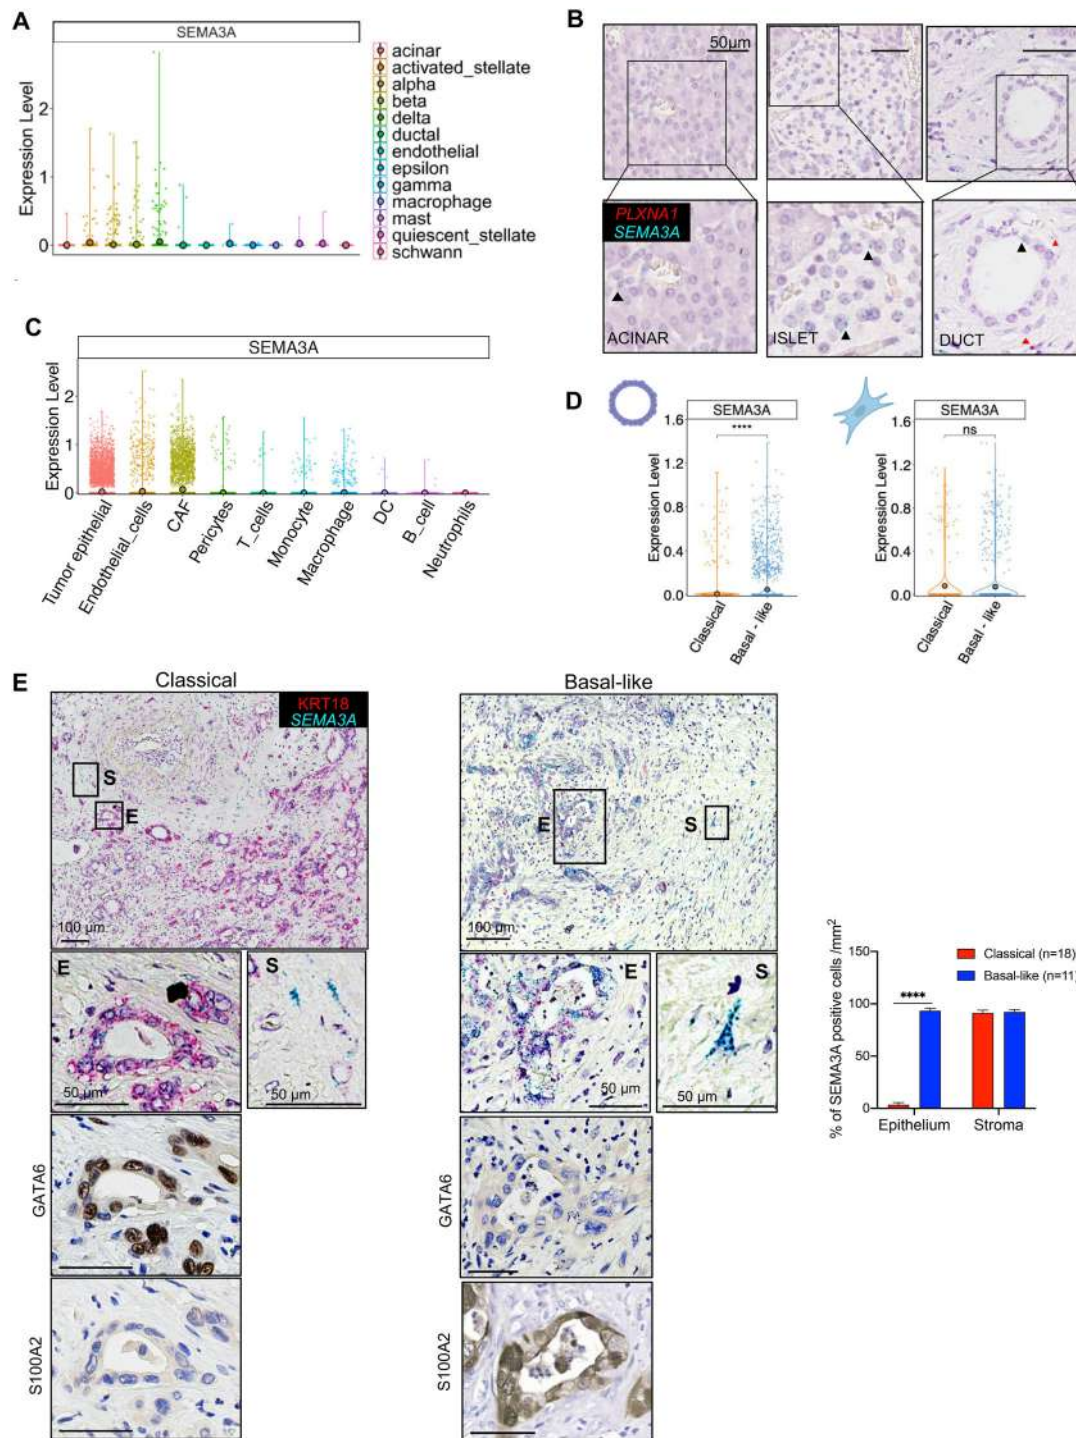 A
SEMA3A
Expression Level
2
1
0
acinar
activated_stellate
alpha
beta
delta
ductal
endothelial
epsilon
gamma
macrophage
mast
quiescent_stellate
schwann
B
50µm
PLXNA1
SEMA3A
ACINAR
ISLET
DUCT
C
SEMA3A
Expression Level
2
1
0
Tumor epithelial
Endothelial_cells
CAF
Pericytes
T_cells
Monocyte
Macrophage
DC
B_cell
Neutrophils
D
SEMA3A
****
Expression Level
1.6
1.2
0.8
0.4
0.0
Classical
Basal - like
SEMA3A
ns
Expression Level
1.6
1.2
0.8
0.4
0.0
Classical
Basal - like
E
Classical
KRT18
SEMA3A
S
E
100 µm
E
50 µm
S
50 µm
GATA6
S100A2
Basal-like
E
S
100 µm
E
50 µm
S
50 µm
GATA6
S100A2
% of SEMA3A positive cells /mm²
150
100
50
0
****
Classical (n=18)
Basal-like (n=11)
Epithelium
Stroma